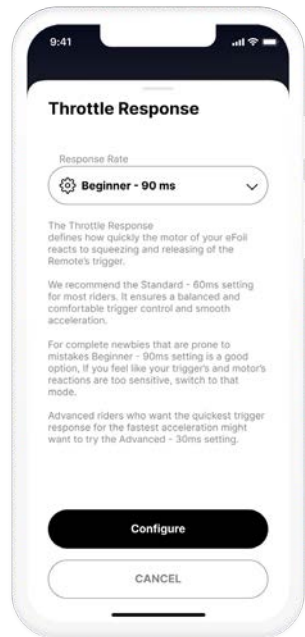 9:41
Throttle Response
Response Rate
Beginner - 90 ms
The Throttle Response
defines how quickly the motor of your eFoil
reacts to squeezing and releasing of the
Remote's trigger.
We recommend the Standard - 60ms setting
for most riders. It ensures a balanced and
comfortable trigger control and smooth
acceleration.
For complete newbies that are prone to
mistakes Beginner - 90ms setting is a good
option, If you feel like your trigger's and motor's
reactions are too sensitive, switch to that
mode.
Advanced riders who want the quickest trigger
response for the fastest acceleration might
want to try the Advanced - 30ms setting.
Configure
CANCEL